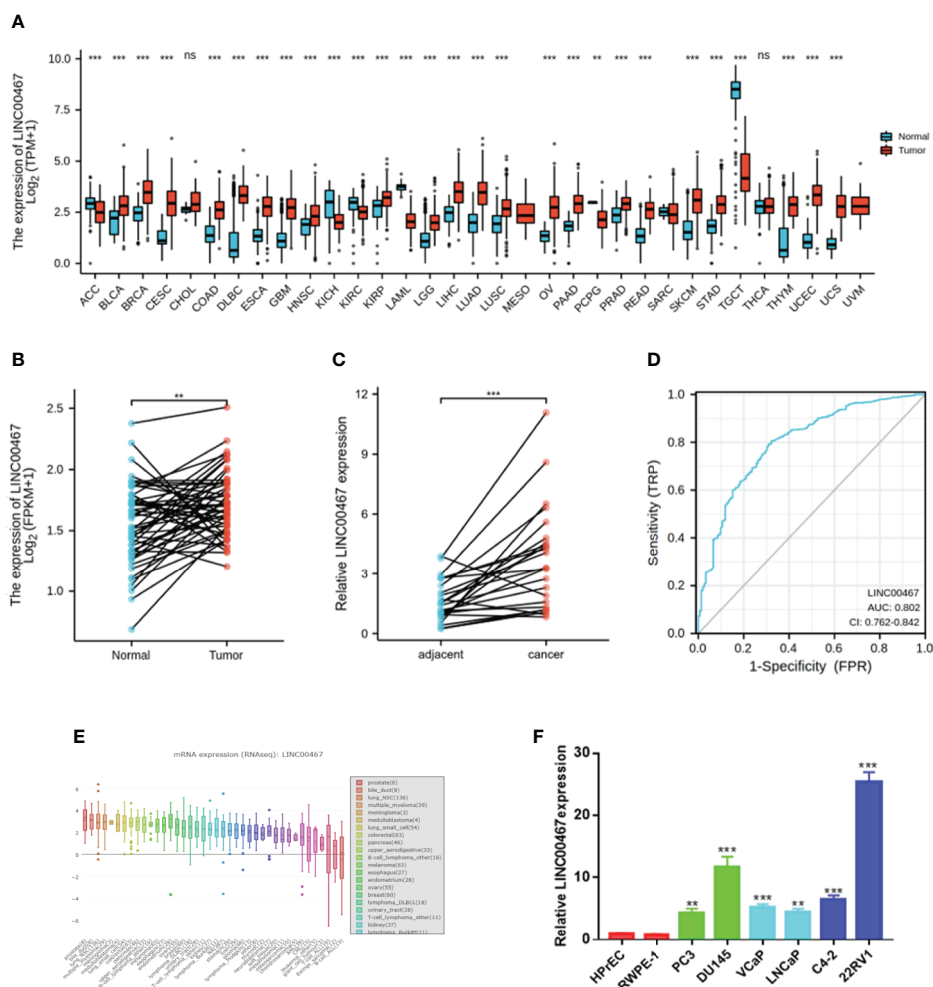 A
The expression of LINC00467
Log2 (TPM+1)
10.0
7.5
5.0
2.5
0.0
*** *** *** *** ns *** *** *** *** *** *** *** *** *** *** *** *** *** *** *** ** *** *** *** *** *** ns *** *** ***
Normal
Tumor
ACC BLCA BRCA CESC CHOL COAD DLBC ESCA GBM HNSC KICH KIRC KIRP LAML LGG LIHC LUAD LUSC MESO OV PAAD PCPG PRAD READ SARC SKCM STAD TGCT THCA THYM UCEC UCS UVM
B
The expression of LINC00467
Log2 (FPKM+1)
2.5
2.0
1.5
1.0
**
Normal Tumor
C
Relative LINC00467 expression
12
9
6
3
0
***
adjacent cancer
D
Sensitivity (TRP)
1.0
0.8
0.6
0.4
0.2
0.0
LINC00467
AUC: 0.802
CI: 0.762-0.842
0.0 0.2 0.4 0.6 0.8 1.0
1-Specificity (FPR)
E
mRNA expression (RNAseq): LINC00467
6
4
2
0
-2
-4
-6
prostate(8)
bile_duct(8)
lung_NSC(136)
multiple_myeloma(29)
meningioma(3)
medulloblastoma(4)
lung_small_cell(54)
colorectal(63)
pancreas(46)
upper_aerodigestive(33)
B-cell_lymphoma_other(16)
melanoma(63)
esophagus(27)
endometrium(28)
ovary(55)
breast(60)
lymphoma_DLBCL(18)
urinary_tract(28)
T-cell_lymphoma_other(11)
kidney(37)
lymphoma_Burkitt(11)
F
Relative LINC00467 expression
30
20
10
0
** *** *** ** *** ***
HPrEC RWPE-1 PC3 DU145 VCaP LNCaP C4-2 22RV1